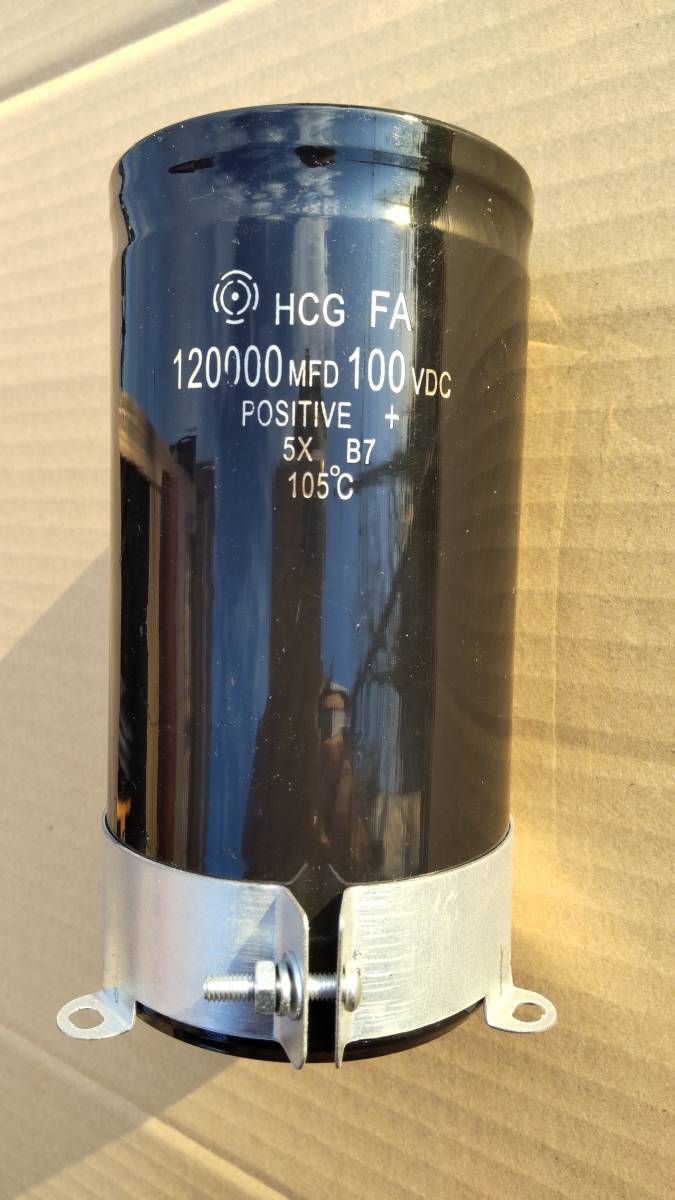 HCG FA
120000 MFD 100 VDC
POSITIVE +
5X B7
105°C